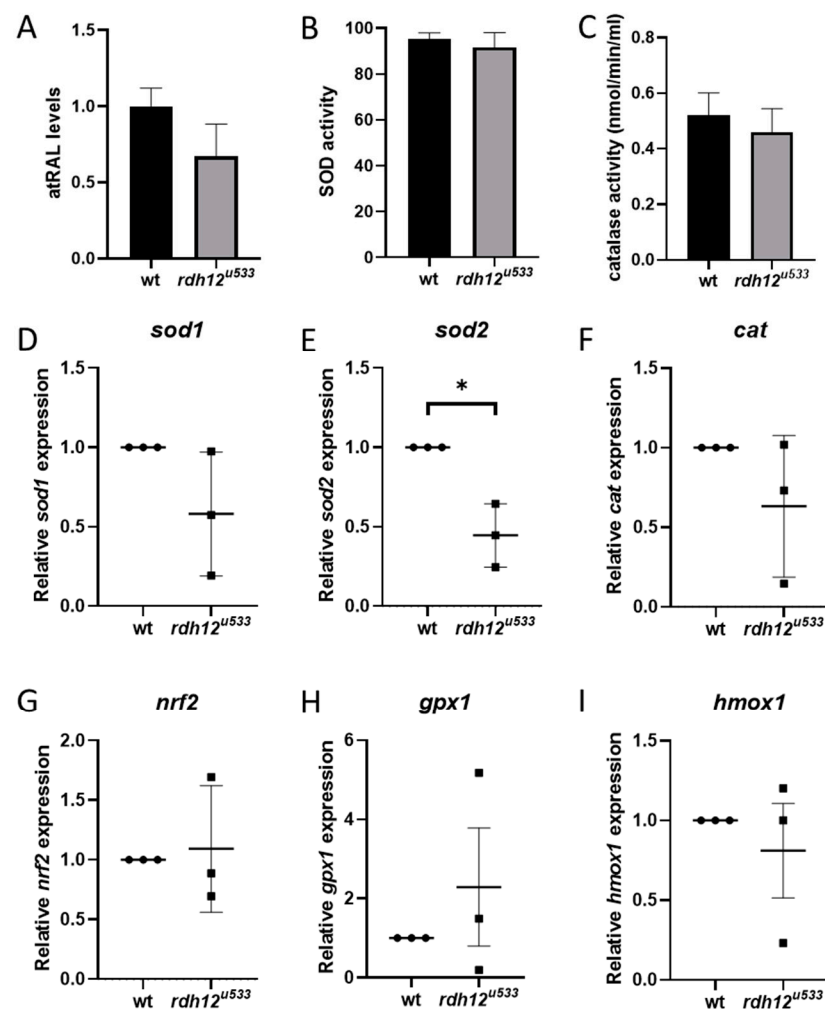 A
atRAL levels
1.5
1.0
0.5
0.0
wt rdh12u533
B
SOD activity
100
80
60
40
20
0
wt rdh12u533
C
catalase activity (nmol/min/ml)
0.8
0.6
0.4
0.2
0.0
wt rdh12u533
D
sod1
Relative sod1 expression
1.5
1.0
0.5
0.0
wt rdh12u533
E
sod2
*
Relative sod2 expression
1.5
1.0
0.5
0.0
wt rdh12u533
F
cat
Relative cat expression
1.5
1.0
0.5
0.0
wt rdh12u533
G
nrf2
Relative nrf2 expression
2.0
1.5
1.0
0.5
0.0
wt rdh12u533
H
gpx1
Relative gpx1 expression
6
4
2
0
wt rdh12u533
I
hmox1
Relative hmox1 expression
1.5
1.0
0.5
0.0
wt rdh12u533